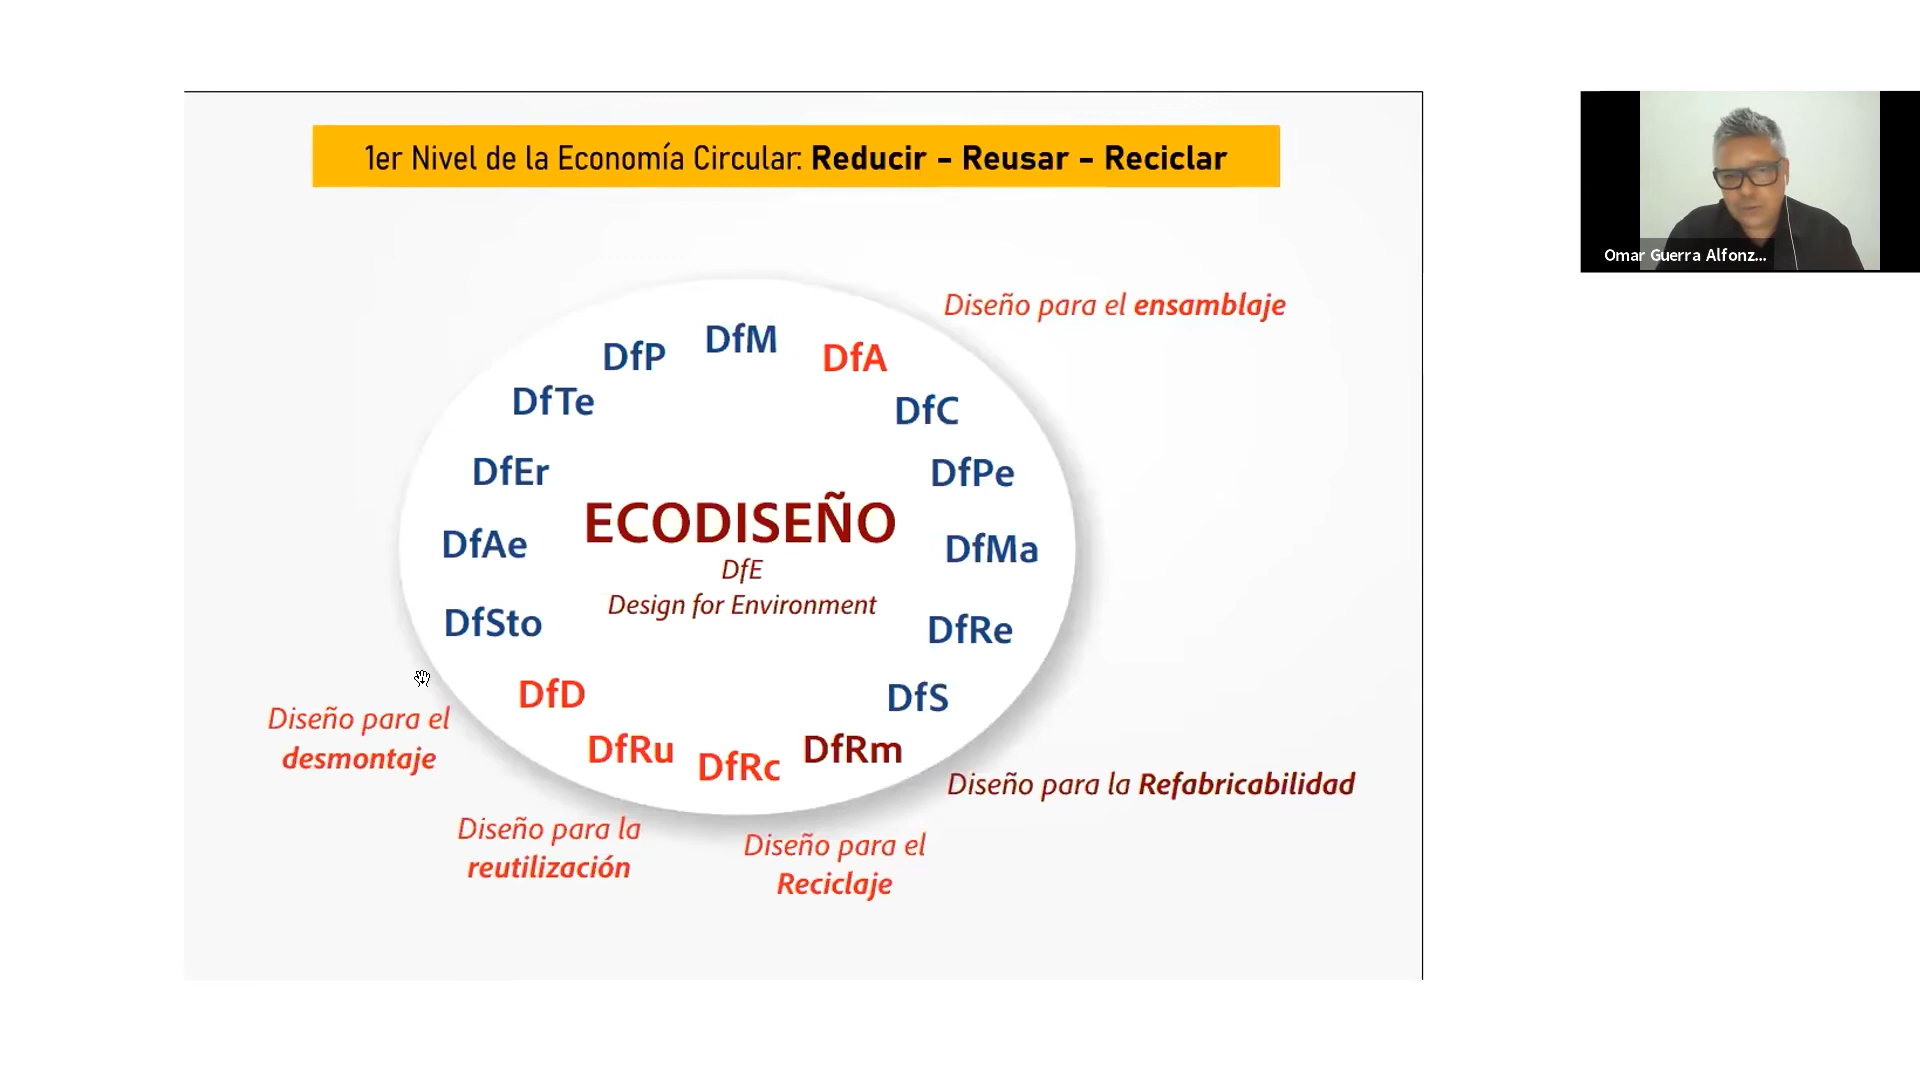 1er Nivel de la Economía Circular: Reducir – Reusar – Reciclar
Omar Guerra Alfonz...
Diseño para el ensamblaje
DfM
DfP
DfA
DfTe
DfC
DfEr
DfPe
ECODISEÑO
DfAe
DfMa
DfE
Design for Environment
DfSto
DfRe
DfD
DfS
Diseño para el
desmontaje
DfRu
DfRc
DfRm
Diseño para la Refabricabilidad
Diseño para la
reutilización
Diseño para el
Reciclaje